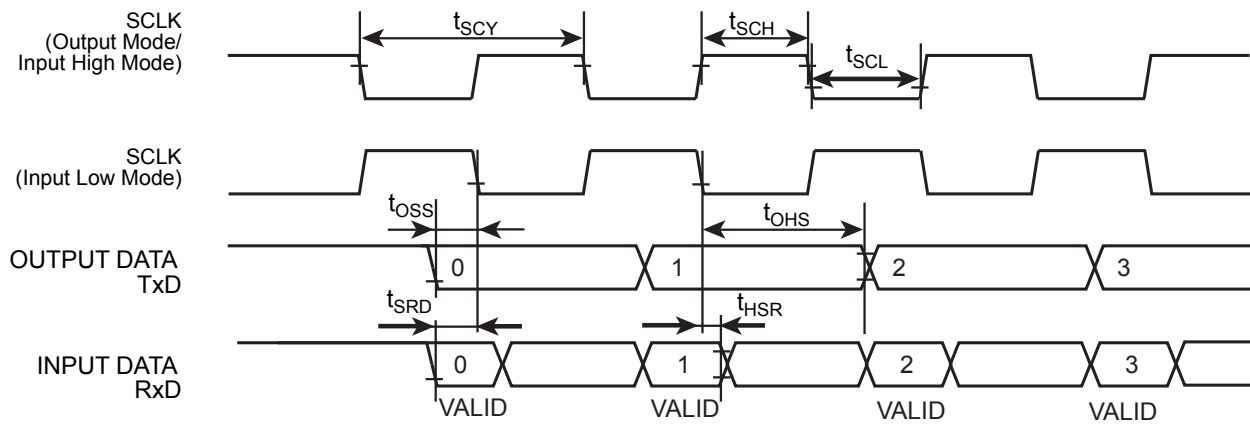 SCLK
(Output Mode/
Input High Mode)
tSCY
tSCH
tSCL
SCLK
(Input Low Mode)
tOSS
tOHS
OUTPUT DATA
TxD
0
1
2
3
tSRD
tHSR
INPUT DATA
RxD
0
1
2
3
VALID
VALID
VALID
VALID